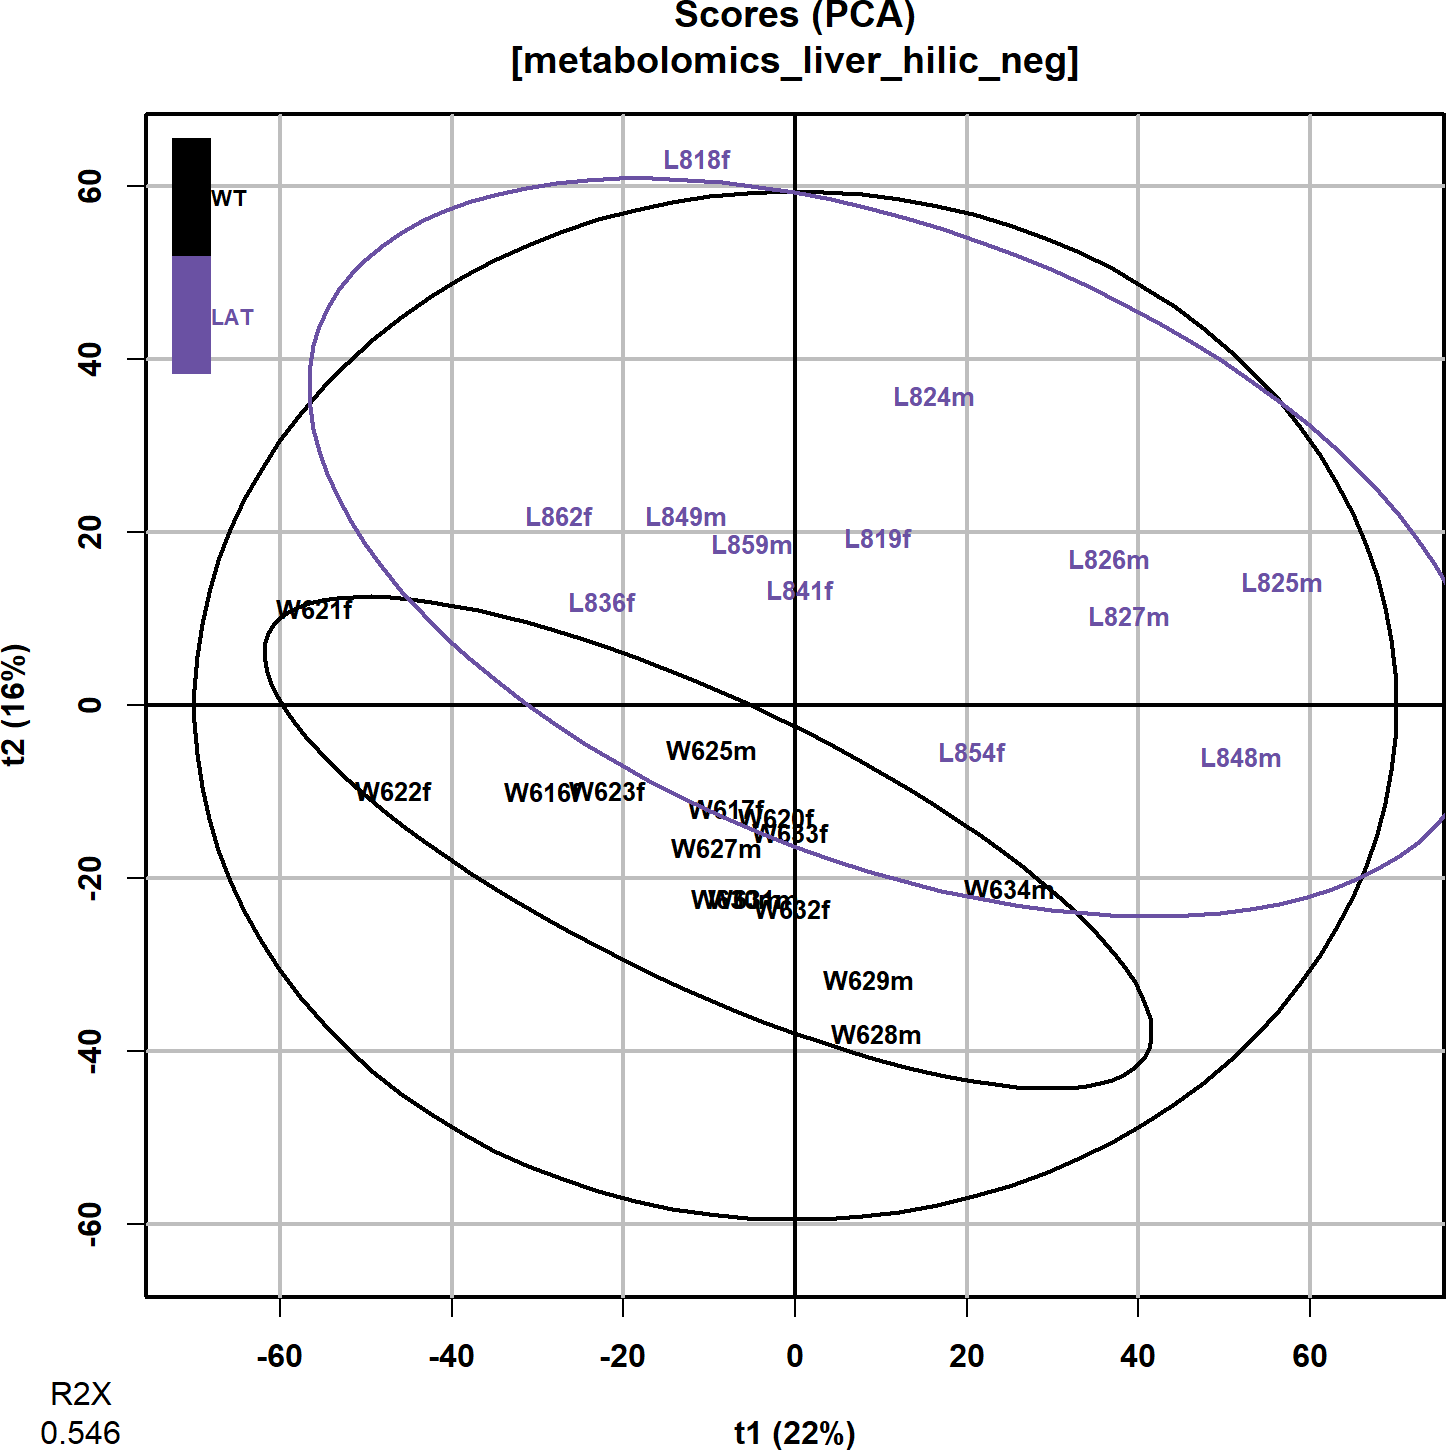 Scores (PCA)
[metabolomics_liver_hilic_neg]
WT
LAT
L818f
L824m
L862f
L849m
L859m
L819f
L826m
L825m
L836f
L841f
L827m
W621f
W625m
L854f
L848m
W622f
W616f
W623f
W617f
W620f
W633f
W627m
W634m
W632f
W629m
W628m
60
40
20
0
-20
-40
-60
t2 (16%)
-60
-40
-20
0
20
40
60
R2X
0.546
t1 (22%)